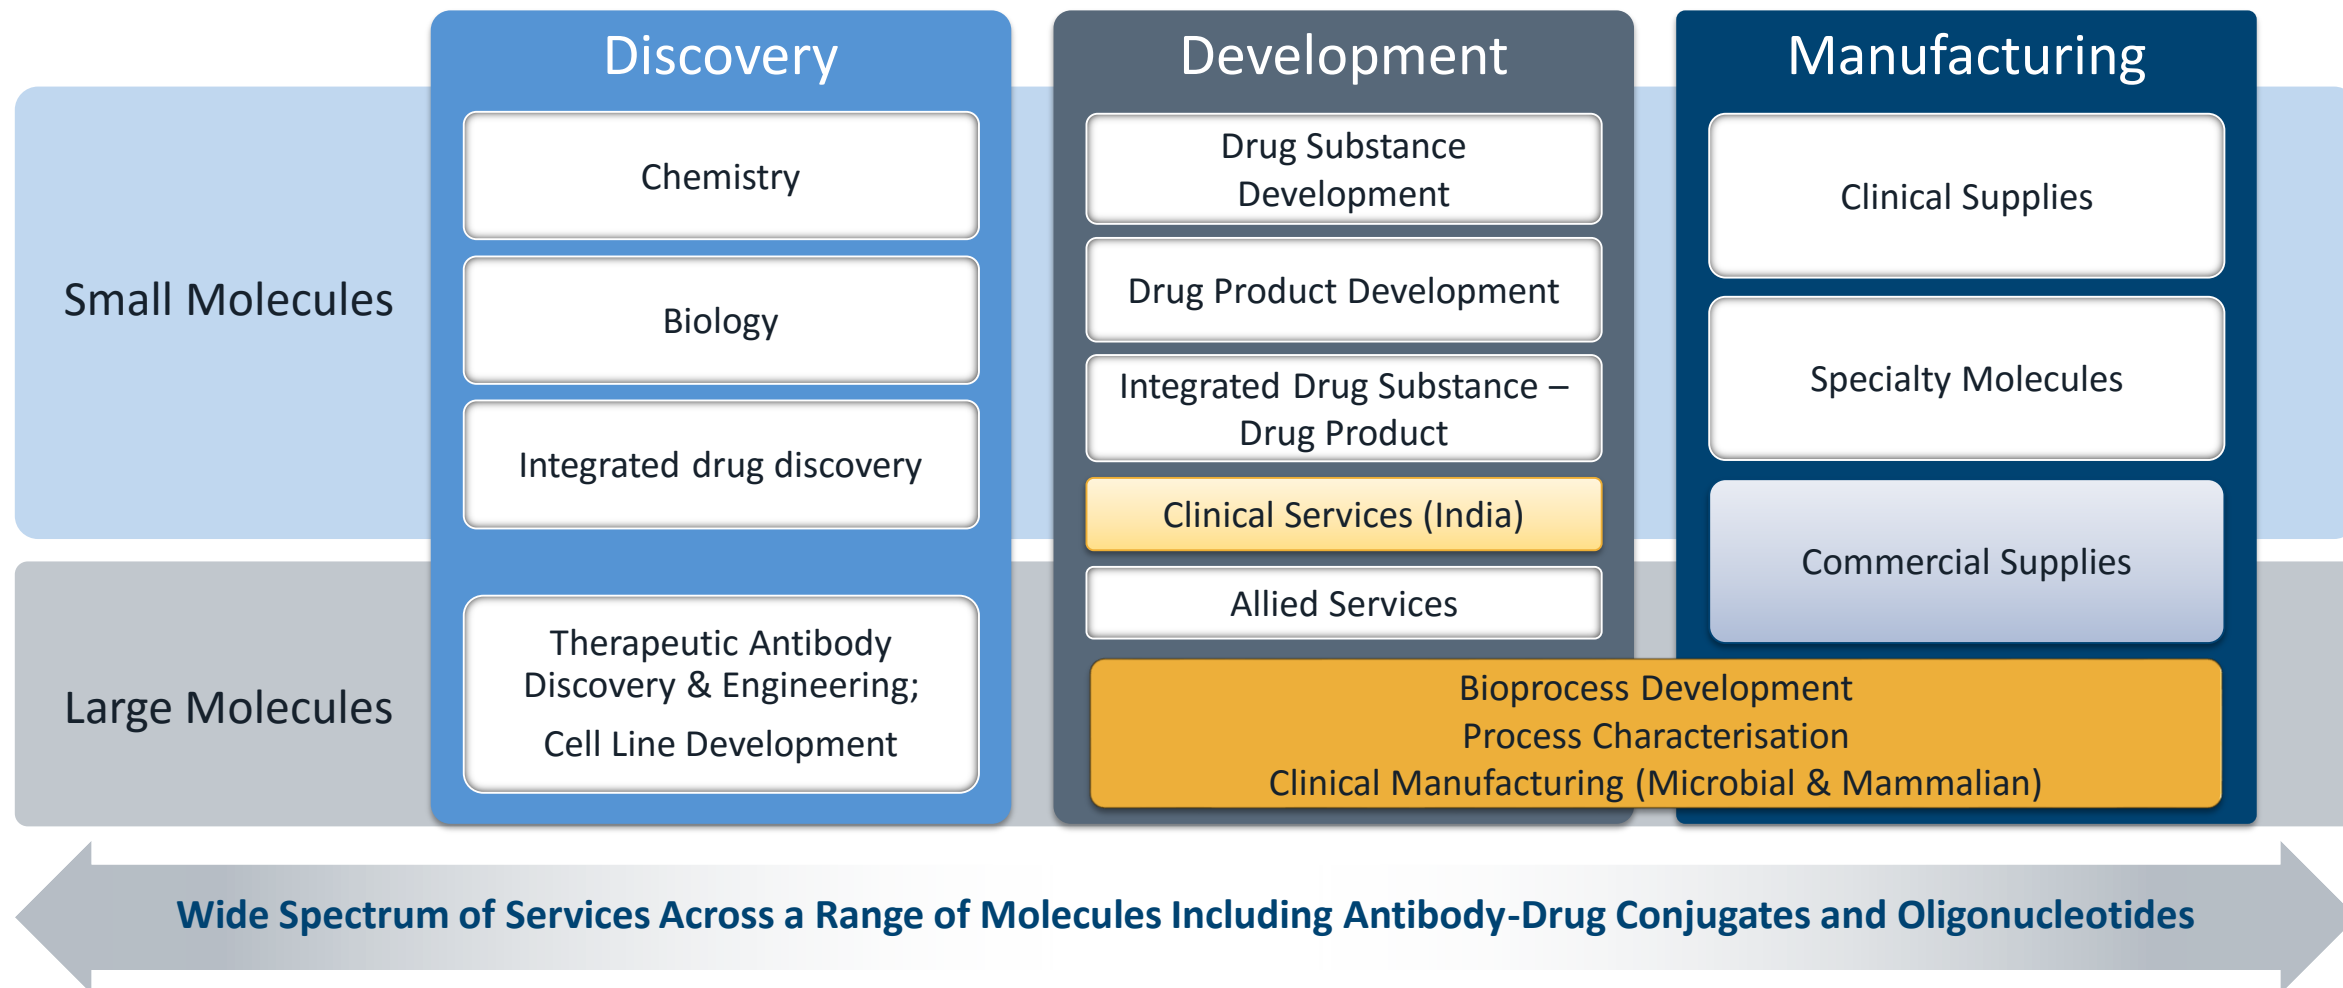 Discovery
Development
Manufacturing
Small Molecules
Chemistry
Biology
Integrated drug discovery
Drug Substance
Development
Drug Product Development
Integrated Drug Substance –
Drug Product
Clinical Services (India)
Allied Services
Clinical Supplies
Specialty Molecules
Commercial Supplies
Large Molecules
Therapeutic Antibody
Discovery & Engineering;
Cell Line Development
Bioprocess Development
Process Characterisation
Clinical Manufacturing (Microbial & Mammalian)
Wide Spectrum of Services Across a Range of Molecules Including Antibody-Drug Conjugates and Oligonucleotides